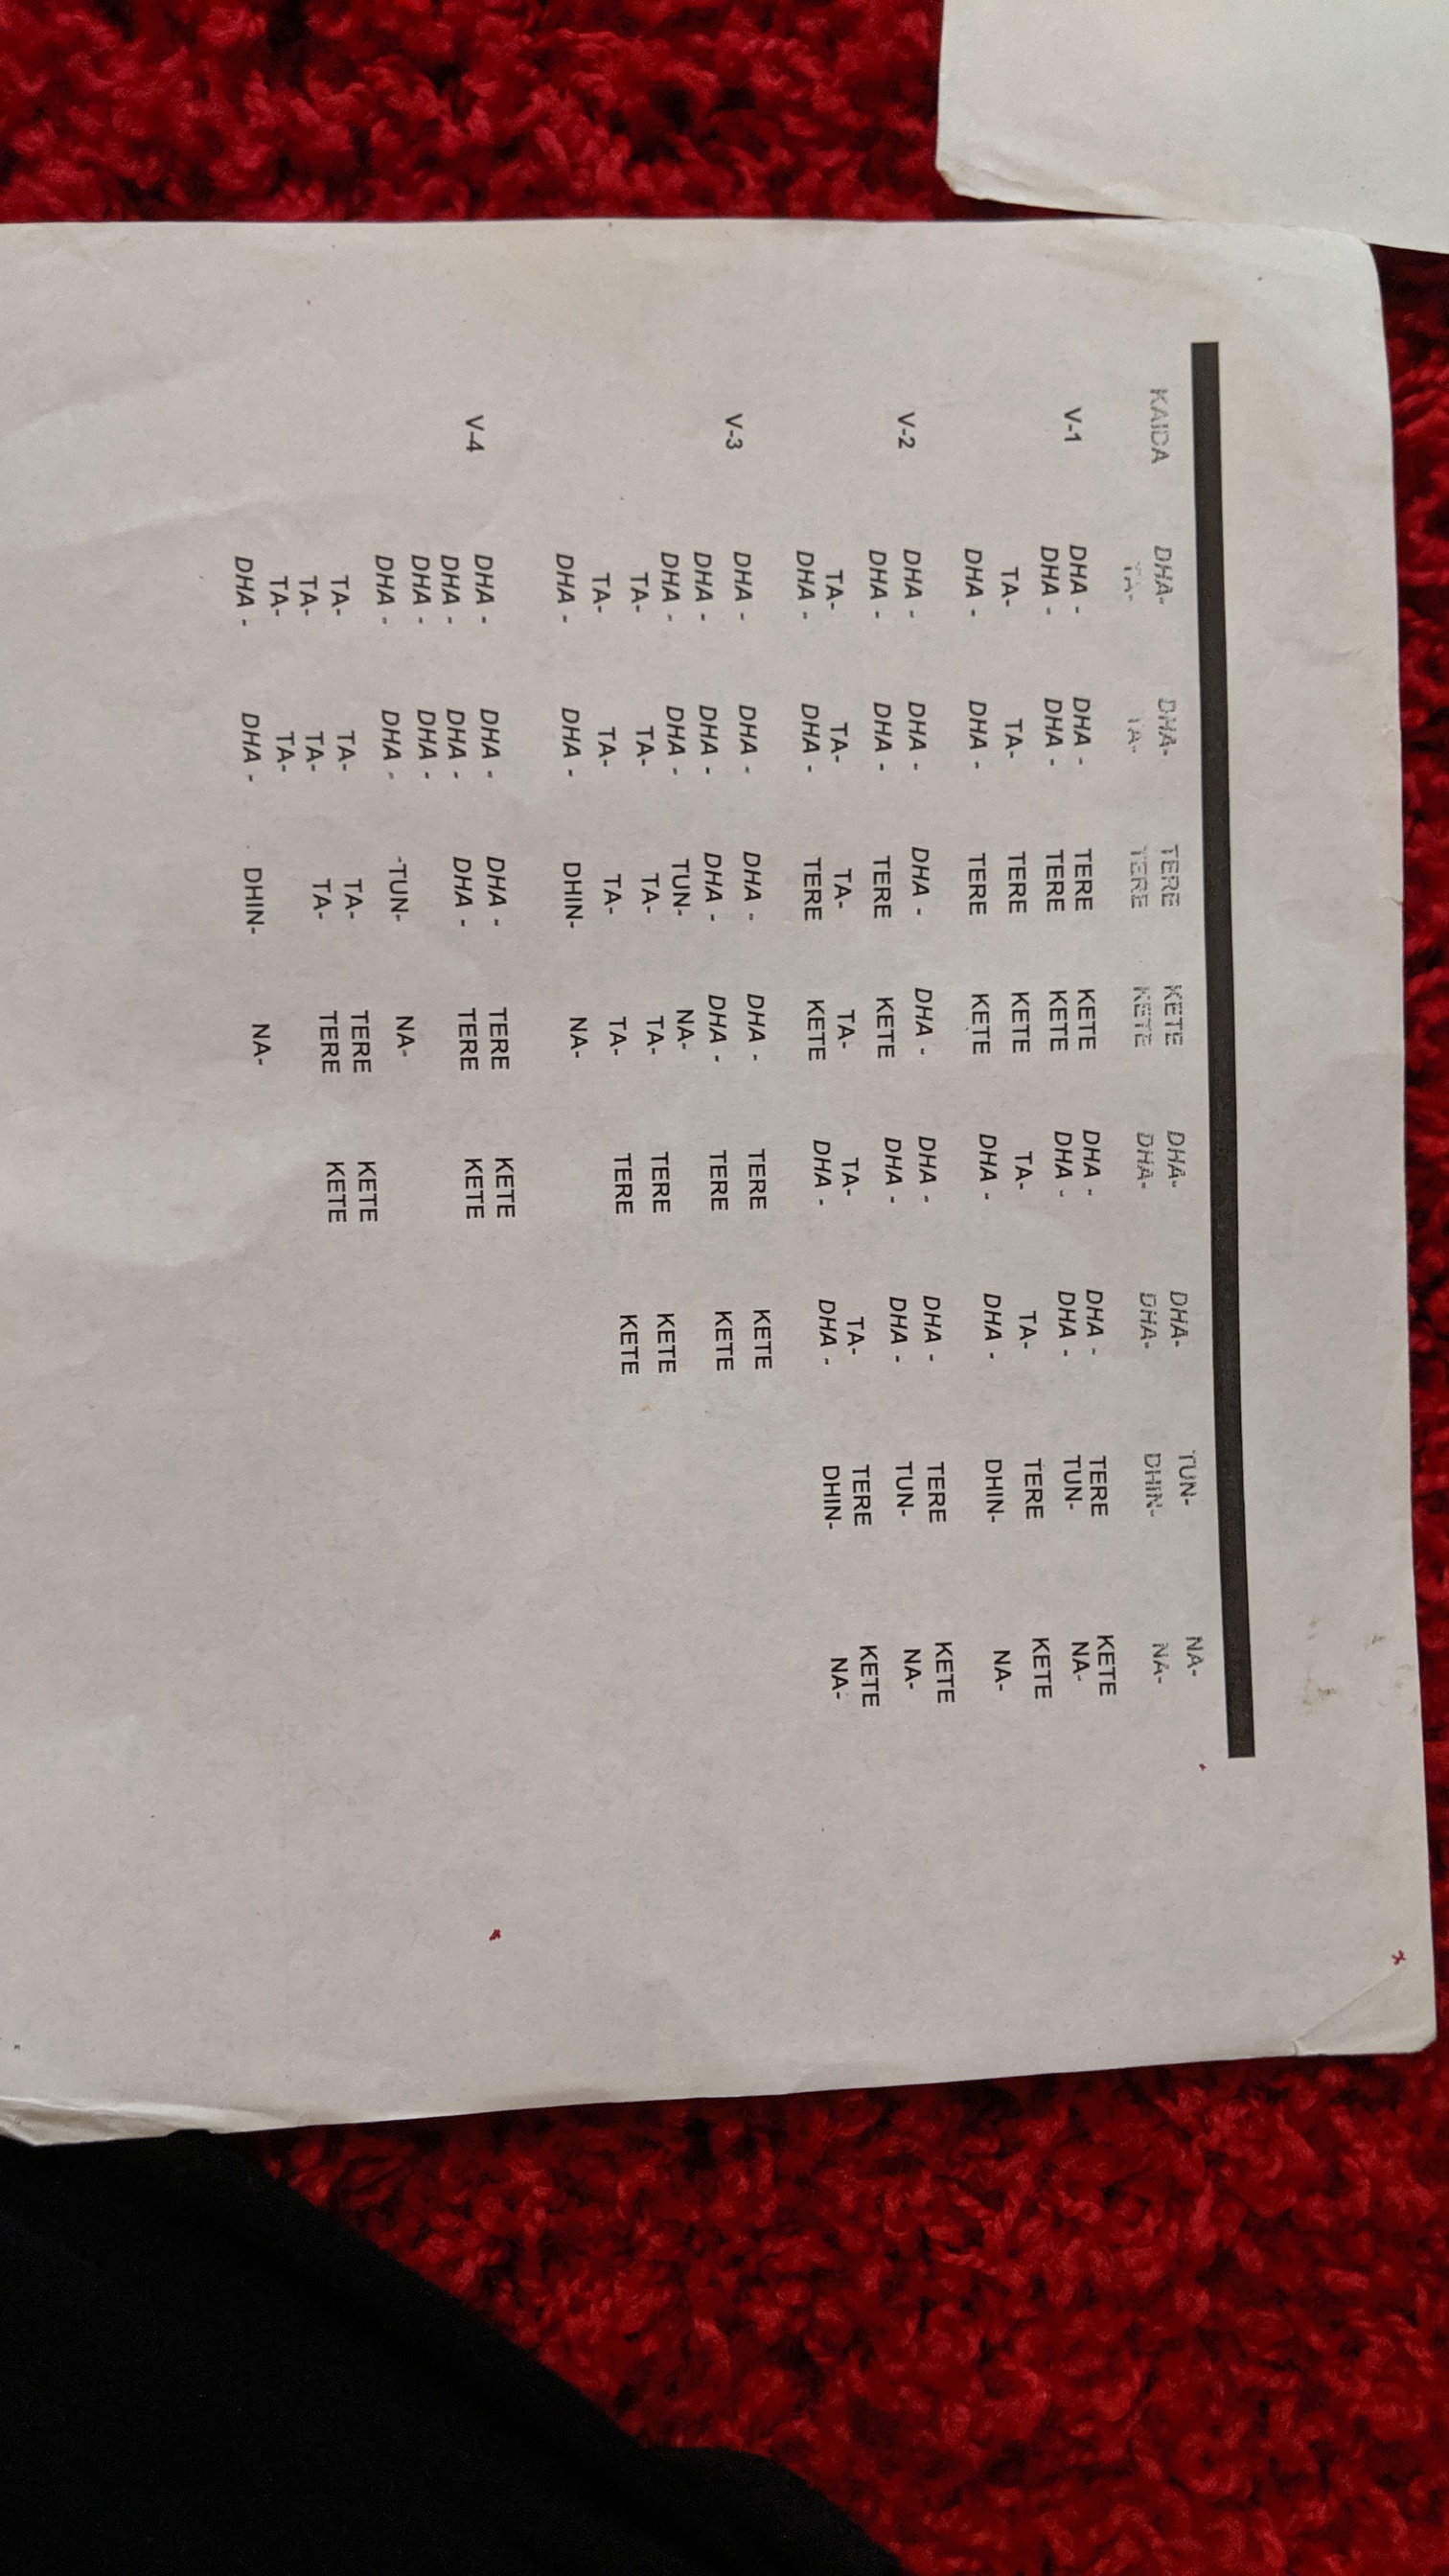 KAIDA DHA- DHA- TERE KETE DHA- DHA- TUN- NA-
TA- TA- TERE KETE DHA- DHA- DHIN- NA-
V-1 DHA - DHA - TERE KETE DHA - DHA - TERE KETE
DHA - DHA - TERE KETE DHA - DHA - TUN- NA-
TA- TA- TERE KETE TA- TA- TERE KETE
DHA - DHA - TERE KETE DHA - DHA - DHIN- NA-
V-2 DHA - DHA - DHA - DHA - DHA - DHA - TERE KETE
DHA - DHA - TERE KETE DHA - DHA - TUN- NA-
TA- TA- TA- TA- TA- TA- TERE KETE
DHA - DHA - TERE KETE DHA - DHA - DHIN- NA-
V-3 DHA - DHA - DHA - DHA - TERE KETE
DHA - DHA - DHA - DHA - TERE KETE
DHA - DHA - TUN- NA-
TA- TA- TA- TA- TERE KETE
TA- TA- TA- TA- TERE KETE
DHA - DHA - DHIN- NA-
V-4 DHA - DHA - DHA - TERE KETE
DHA - DHA - DHA - TERE KETE
DHA - DHA -
DHA - DHA - -TUN- NA-
TA- TA- TA- TERE KETE
TA- TA- TA- TERE KETE
TA- TA-
DHA - DHA - DHIN- NA-